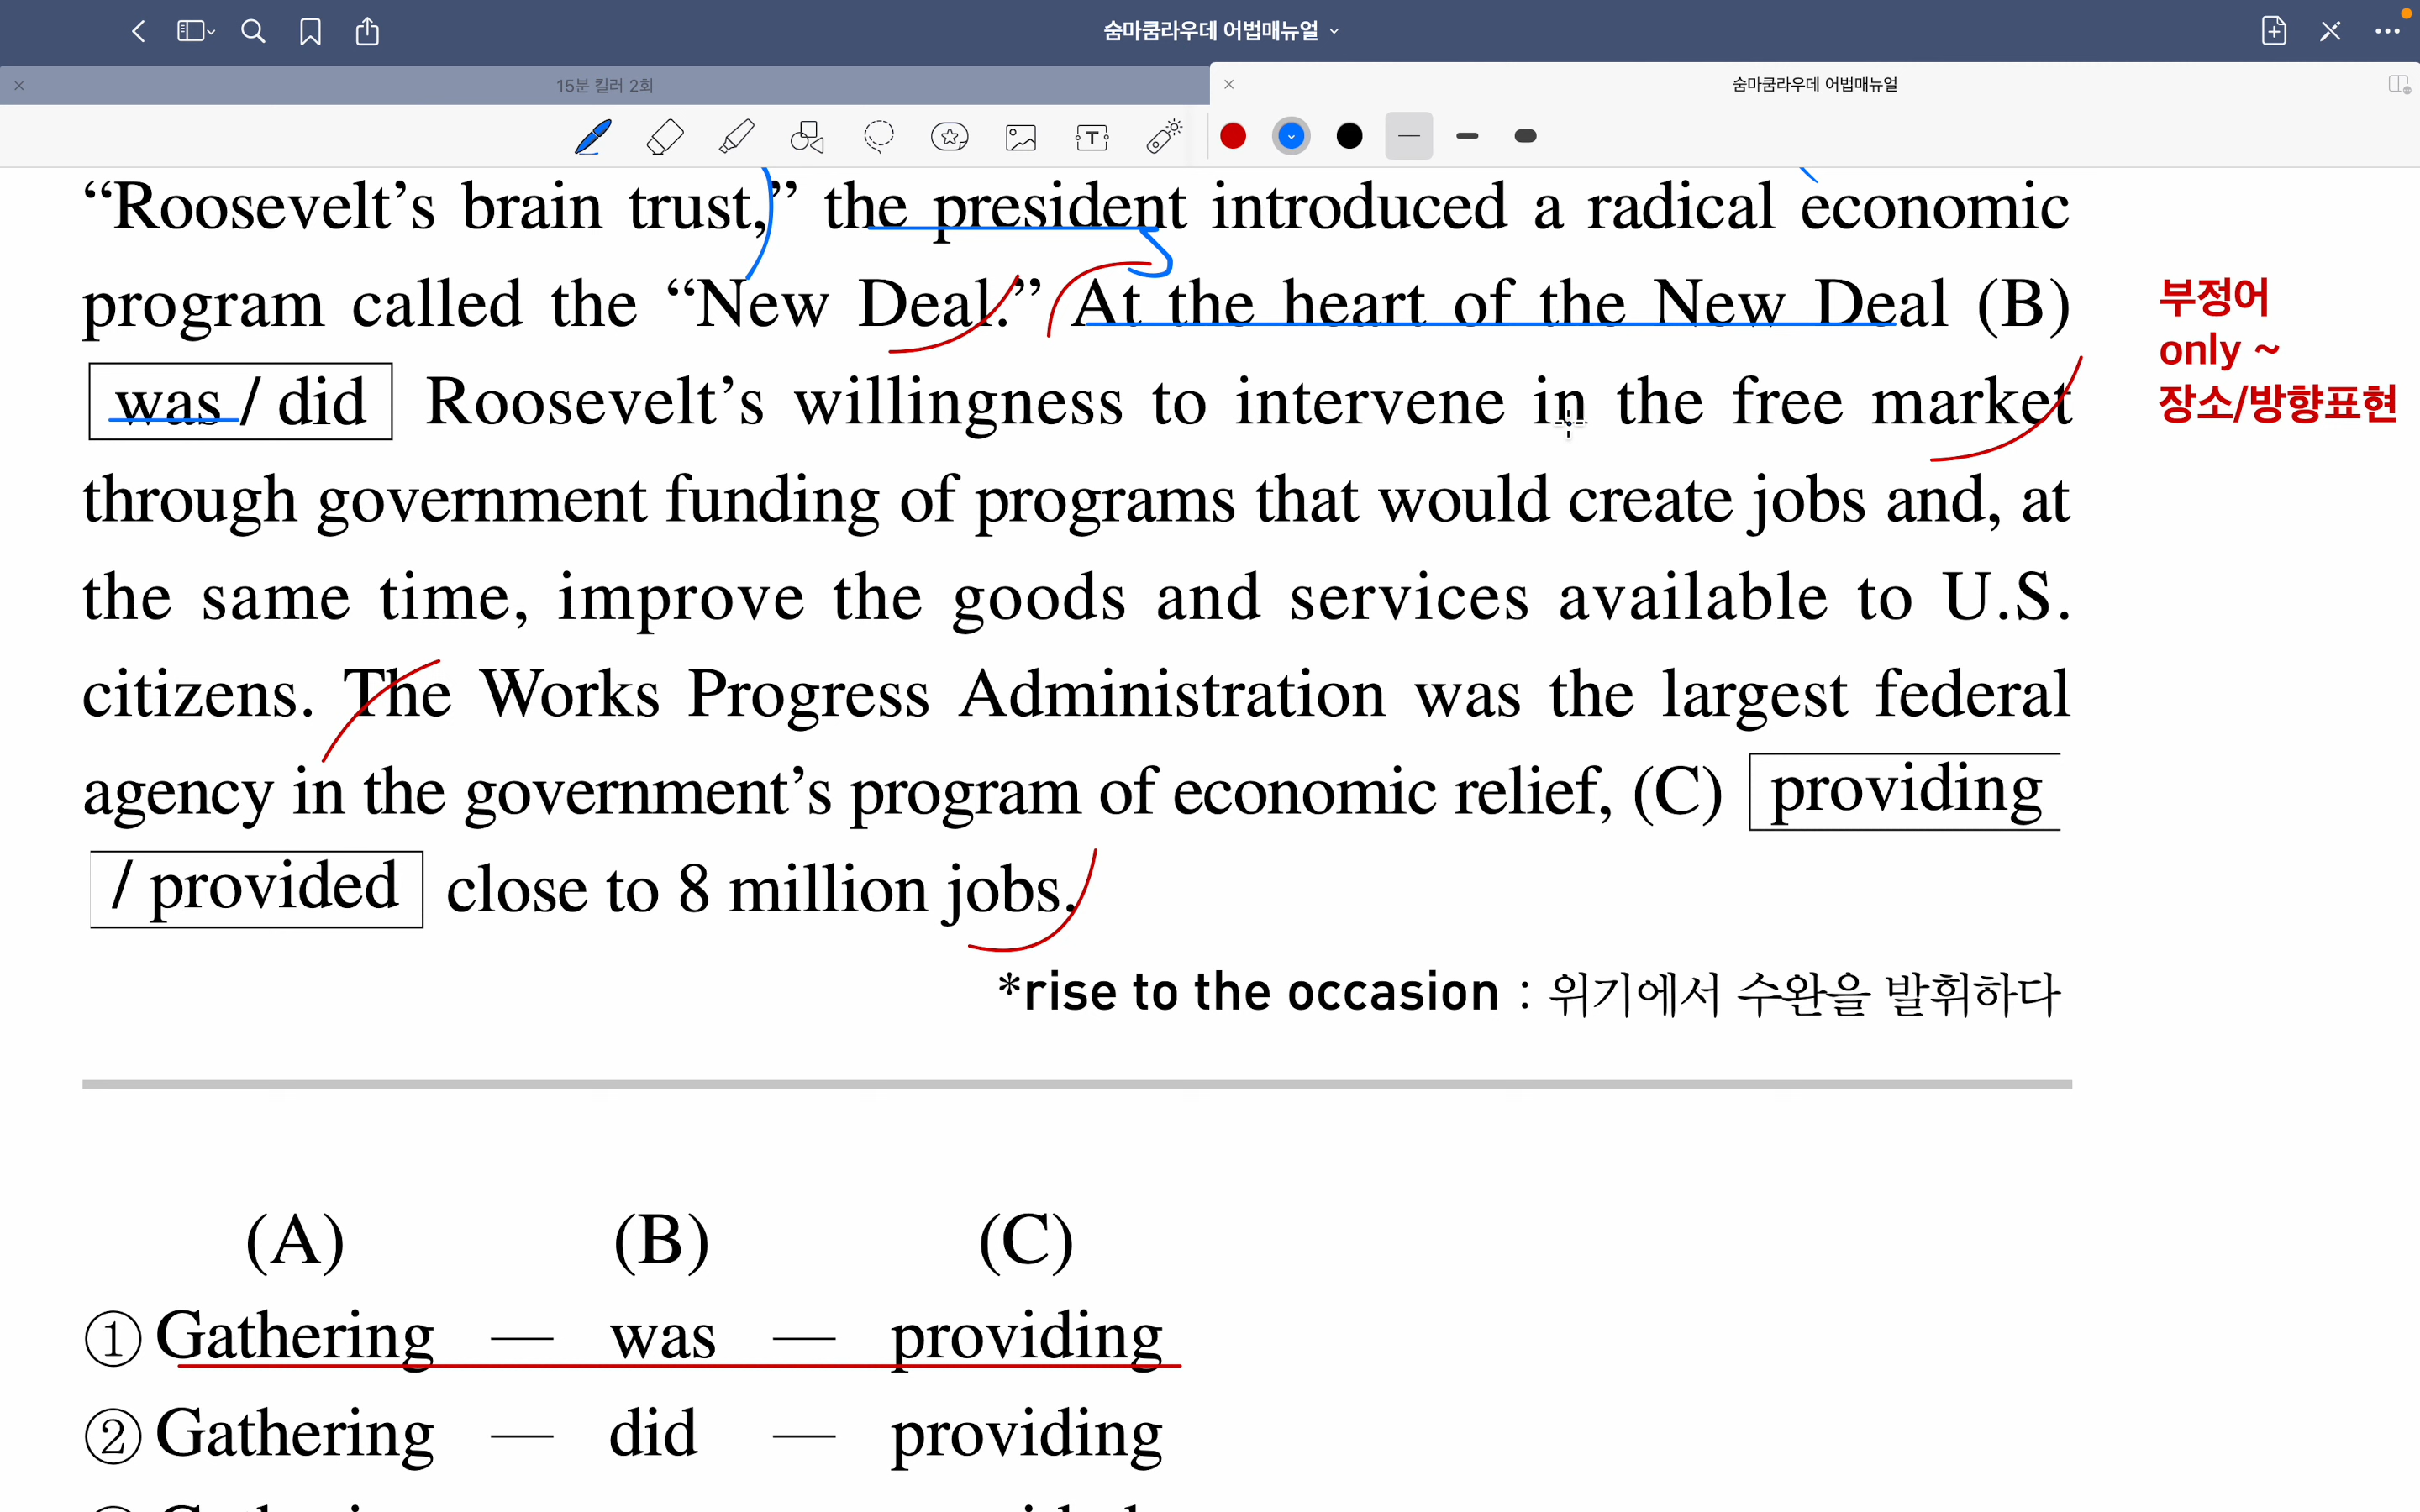 숨마쿰라우데 어법매뉴얼
15분 킬러 2회
숨마쿰라우데 어법매뉴얼
“Roosevelt’s brain trust,” the president introduced a radical economic
program called the “New Deal.” At the heart of the New Deal (B)
was / did Roosevelt’s willingness to intervene in the free market
through government funding of programs that would create jobs and, at
the same time, improve the goods and services available to U.S.
citizens. The Works Progress Administration was the largest federal
agency in the government’s program of economic relief, (C) providing
/ provided close to 8 million jobs.
*rise to the occasion : 위기에서 수완을 발휘하다
부정어
only ~
장소/방향표현
(A) (B) (C)
① Gathering — was — providing
② Gathering — did — providing